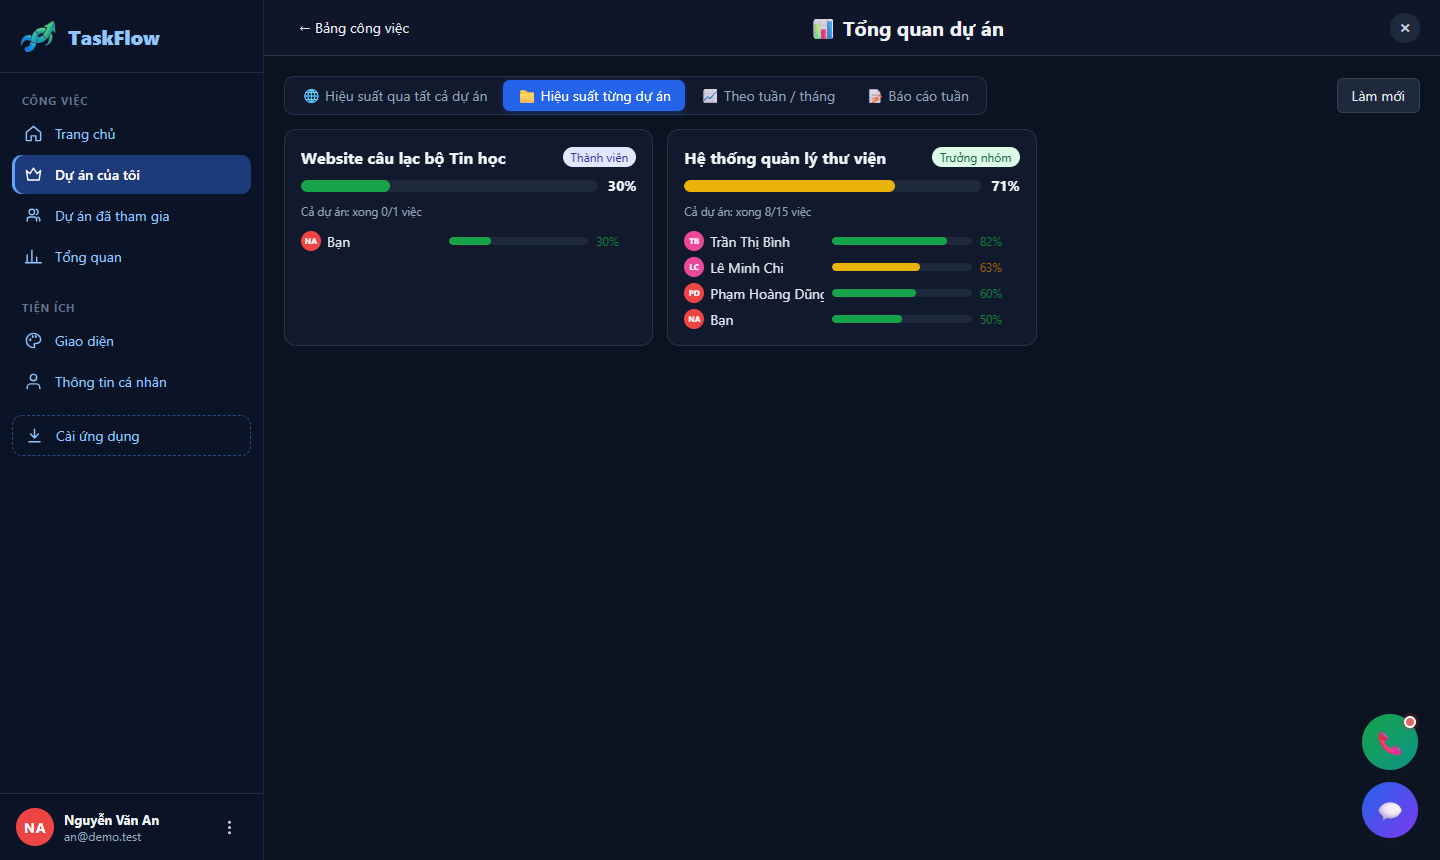 TaskFlow
CÔNG VIỆC
Trang chủ
Dự án của tôi
Dự án đã tham gia
Tổng quan
TIỆN ÍCH
Giao diện
Thông tin cá nhân
Cài ứng dụng
NA
Nguyễn Văn An
an@demo.test
← Bảng công việc
Tổng quan dự án
×
Hiệu suất qua tất cả dự án
Hiệu suất từng dự án
Theo tuần / tháng
Báo cáo tuần
Làm mới
Website câu lạc bộ Tin học
Thành viên
30%
Cả dự án: xong 0/1 việc
NA Bạn 30%
Hệ thống quản lý thư viện
Trưởng nhóm
71%
Cả dự án: xong 8/15 việc
TB Trần Thị Bình 82%
LC Lê Minh Chi 63%
PD Phạm Hoàng Dũng 60%
NA Bạn 50%